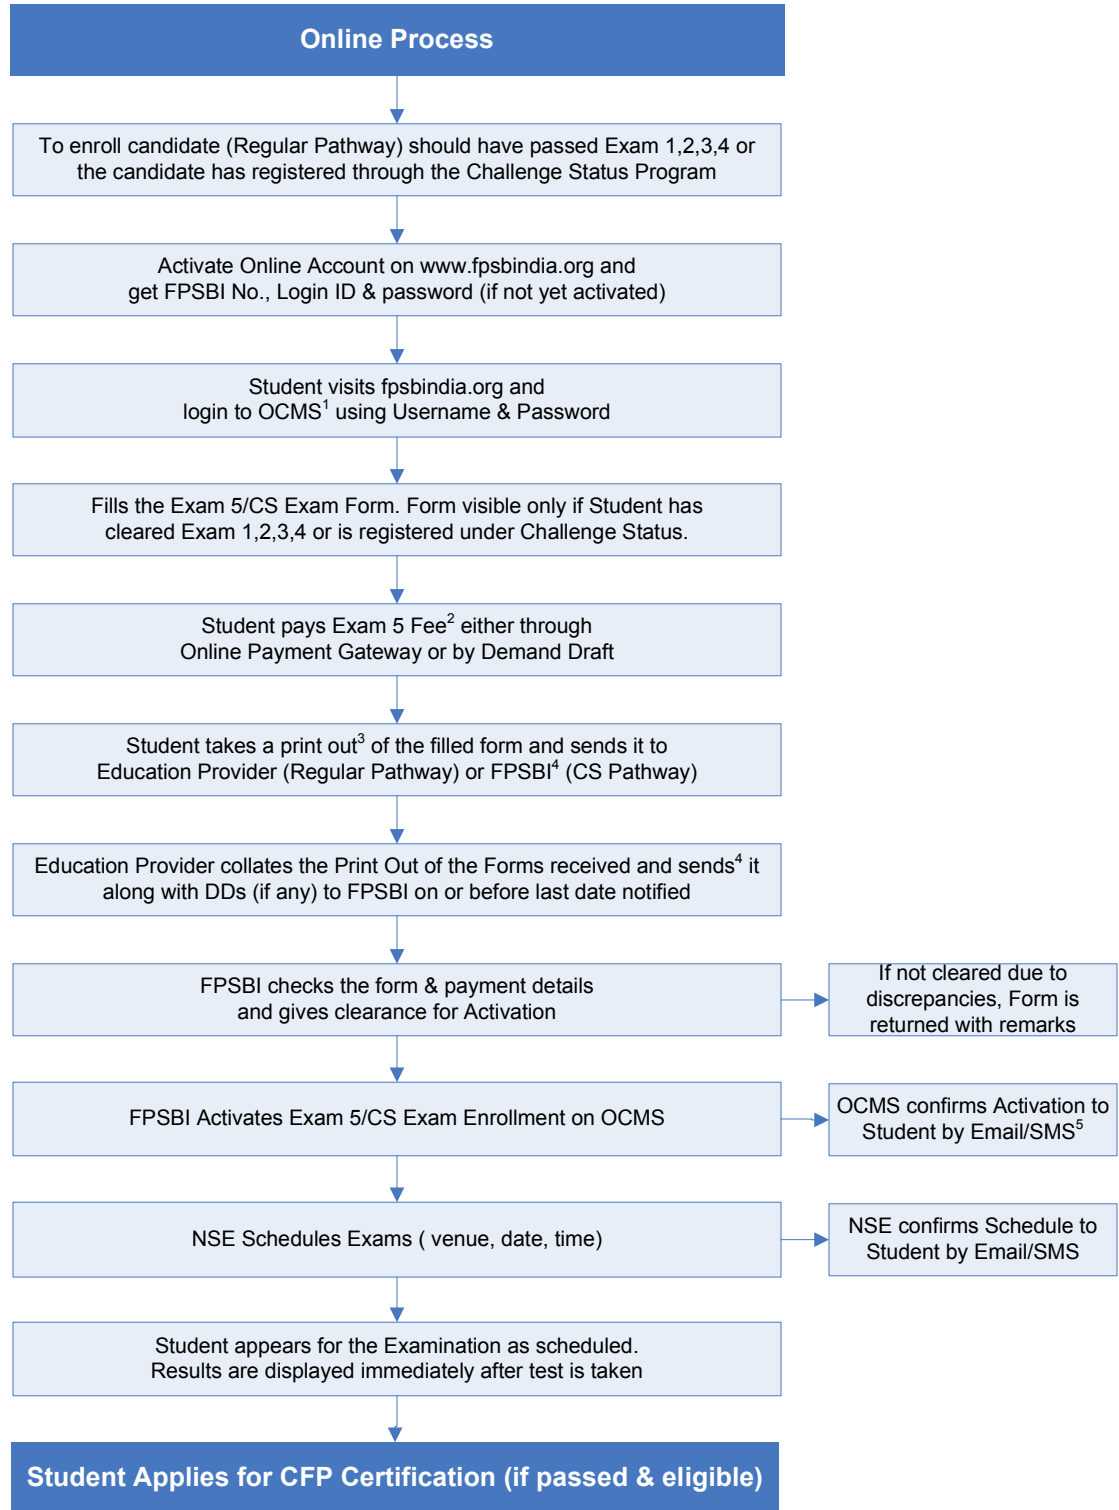 Online Process
To enroll candidate (Regular Pathway) should have passed Exam 1,2,3,4 or
the candidate has registered through the Challenge Status Program
Activate Online Account on www.fpsbindia.org and
get FPSBI No., Login ID & password (if not yet activated)
Student visits fpsbindia.org and
login to OCMS¹ using Username & Password
Fills the Exam 5/CS Exam Form. Form visible only if Student has
cleared Exam 1,2,3,4 or is registered under Challenge Status.
Student pays Exam 5 Fee² either through
Online Payment Gateway or by Demand Draft
Student takes a print out³ of the filled form and sends it to
Education Provider (Regular Pathway) or FPSBI⁴ (CS Pathway)
Education Provider collates the Print Out of the Forms received and sends⁴ it
along with DDs (if any) to FPSBI on or before last date notified
FPSBI checks the form & payment details
and gives clearance for Activation
If not cleared due to
discrepancies, Form is
returned with remarks
FPSBI Activates Exam 5/CS Exam Enrollment on OCMS
OCMS confirms Activation to
Student by Email/SMS⁵
NSE Schedules Exams ( venue, date, time)
NSE confirms Schedule to
Student by Email/SMS
Student appears for the Examination as scheduled.
Results are displayed immediately after test is taken
Student Applies for CFP Certification (if passed & eligible)